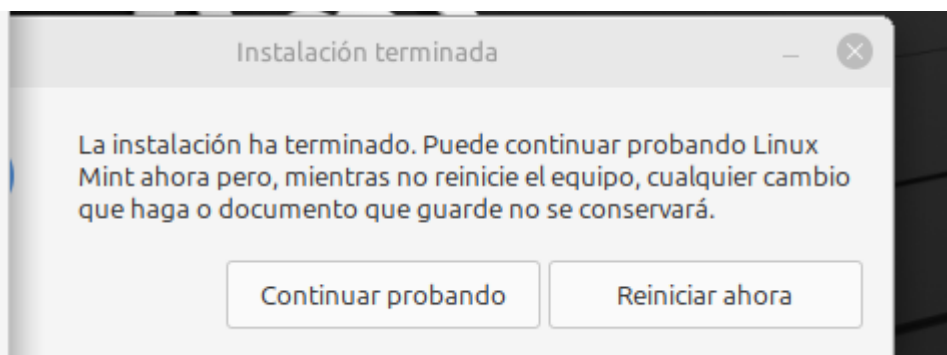 Instalación terminada
La instalación ha terminado. Puede continuar probando Linux
Mint ahora pero, mientras no reinicie el equipo, cualquier cambio
que haga o documento que guarde no se conservará.
Continuar probando
Reiniciar ahora